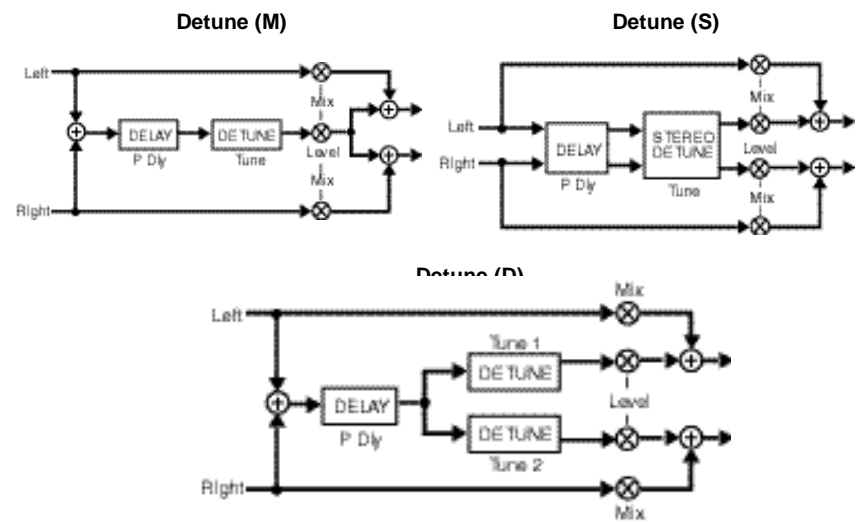 Detune (M)
Left
DELAY
P Dly
DETUNE
Tune
Mix
Level
Mix
Right
Detune (S)
Left
Right
DELAY
P Dly
STEREO
DETUNE
Tune
Mix
Level
Mix
Detune (D)
Left
Mix
Tune 1
DETUNE
DELAY
P Dly
Level
DETUNE
Tune 2
Right
Mix